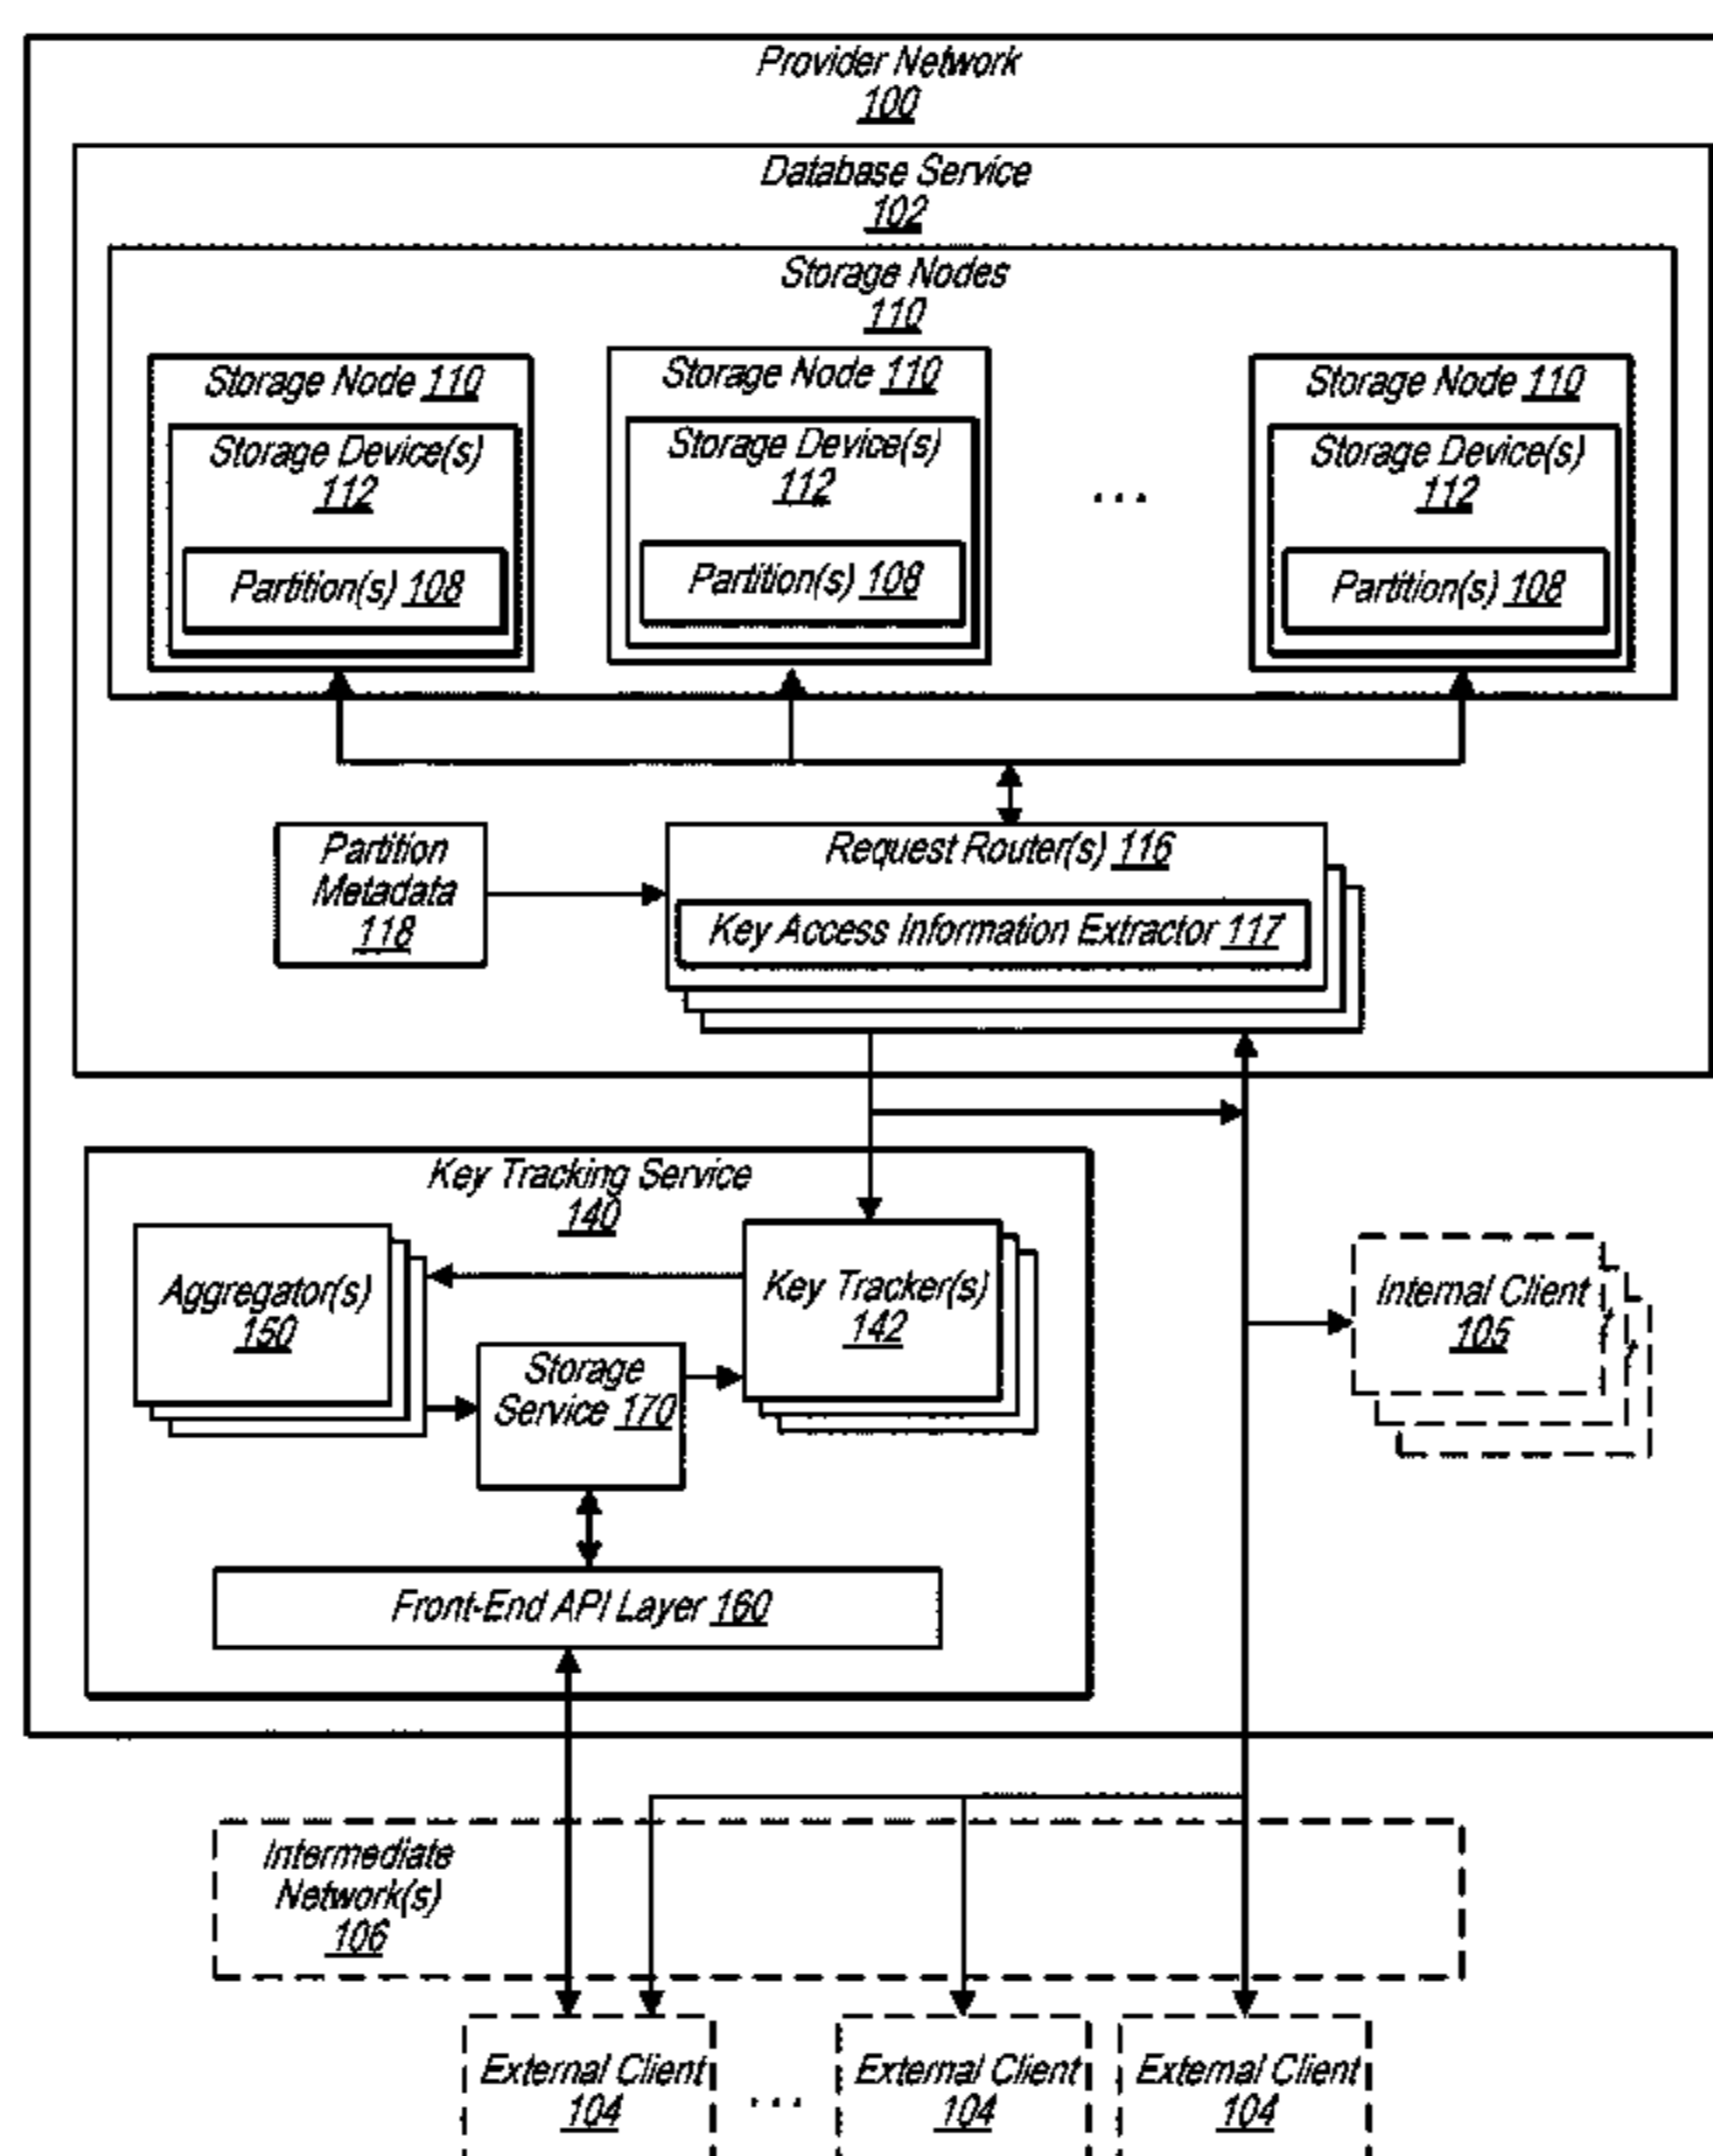 Provider Network
100
Database Service
102
Storage Nodes
110
Storage Node 110
Storage Device(s)
112
Partition(s) 108
Storage Node 110
Storage Device(s)
112
Partition(s) 108
...
Storage Node 110
Storage Device(s)
112
Partition(s) 108
Partition
Metadata
118
Request Router(s) 116
Key Access Information Extractor 117
Key Tracking Service
140
Aggregator(s)
150
Storage
Service 170
Key Tracker(s)
142
Internal Client
105
Front-End API Layer 160
Intermediate
Network(s)
106
External Client
104
...
External Client
104
External Client
104